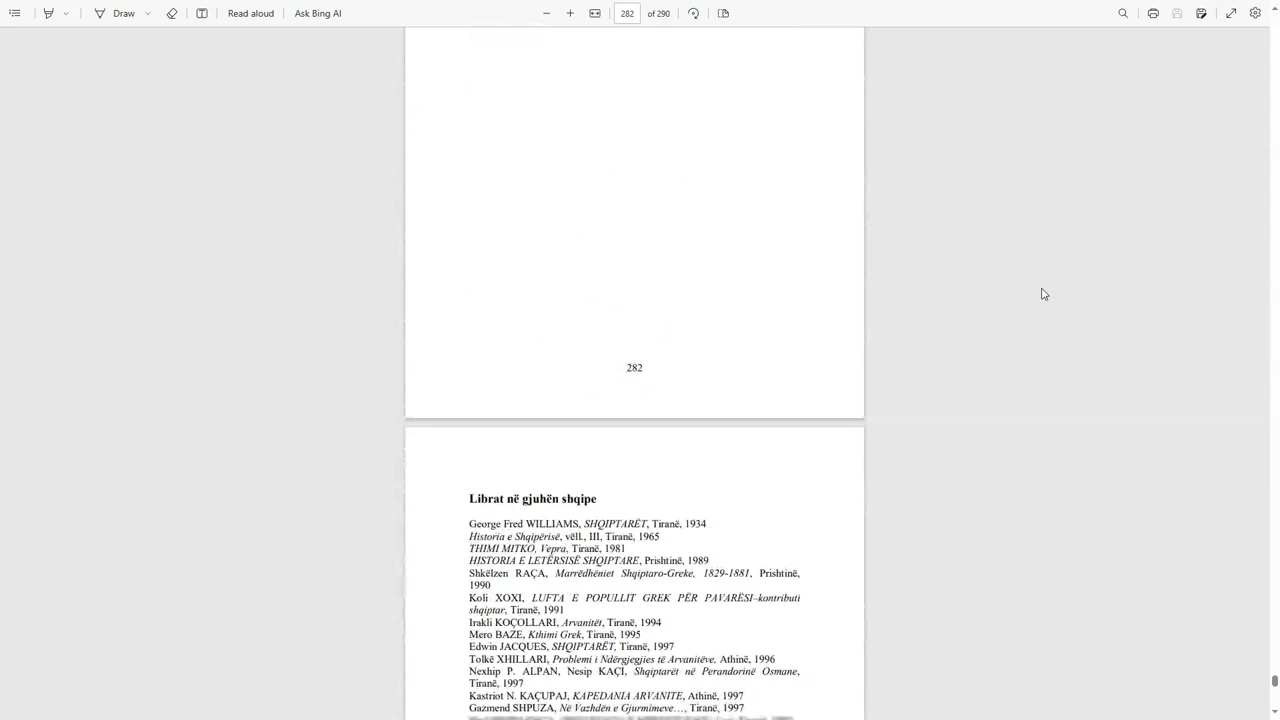 Draw
Read aloud
Ask Bing AI
282
of 290
282
Librat në gjuhën shqipe
George Fred WILLIAMS, SHQIPTARËT, Tiranë, 1934
Historia e Shqipërisë, vëll., III, Tiranë, 1965
THIMI MITKO, Vepra, Tiranë, 1981
HISTORIA E LETËRSISË SHQIPTARE, Prishtinë, 1989
Shkëlzen RAÇA, Marrëdhëniet Shqiptaro-Greke, 1829-1881, Prishtinë,
1990
Koli XOXI, LUFTA E POPULLIT GREK PËR PAVARËSI–kontributi
shqiptar, Tiranë, 1991
Irakli KOÇOLLARI, Arvanitët, Tiranë, 1994
Mero BAZE, Kthimi Grek, Tiranë, 1995
Edwin JACQUES, SHQIPTARËT, Tiranë, 1997
Tolkë XHILLARI, Problemi i Ndërgjegjies të Arvanitëve, Athinë, 1996
Nexhip P. ALPAN, Nesip KAÇI, Shqiptarët në Perandorinë Osmane,
Tiranë, 1997
Kastriot N. KAÇUPAJ, KAPEDANIA ARVANITE, Athinë, 1997
Gazmend SHPUZA, Në Vazhdën e Gjurmimeve…, Tiranë, 1997